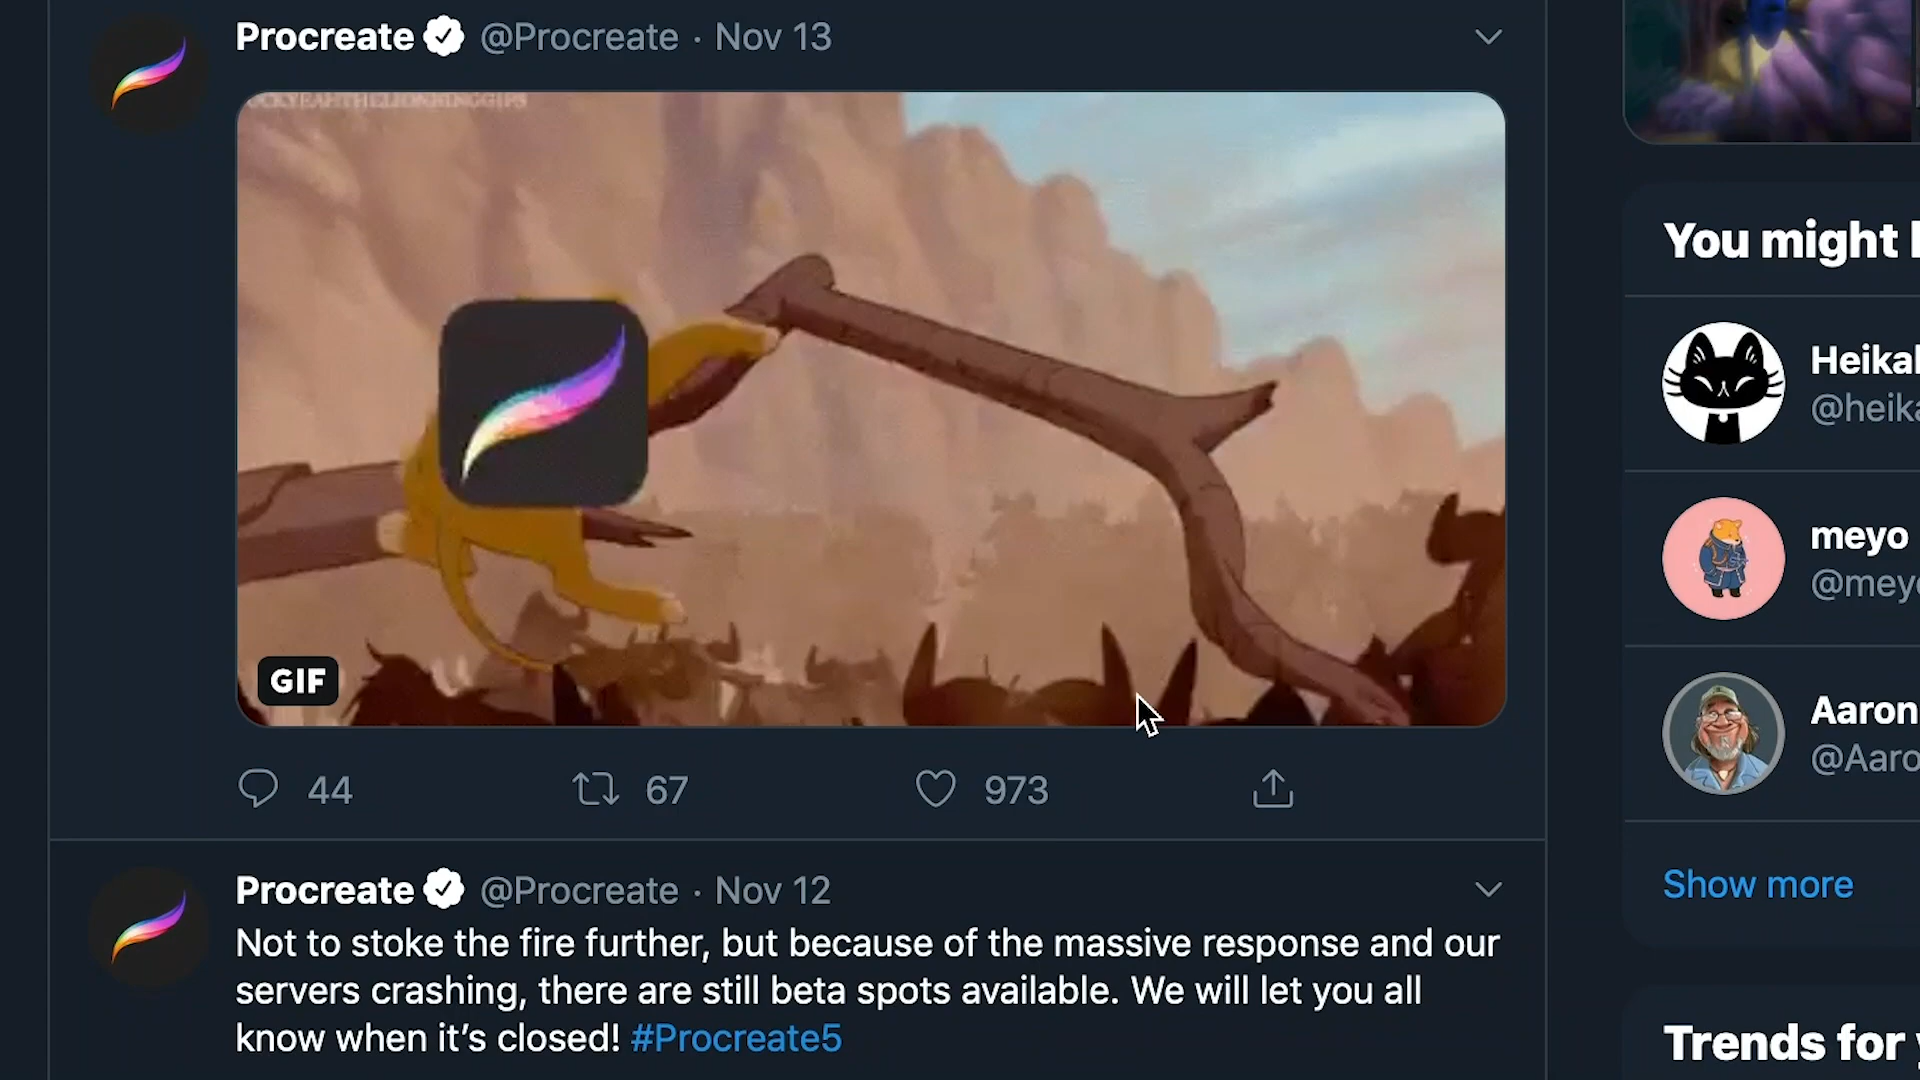 Procreate @Procreate · Nov 13
UCKYEAHTHELIONKINGGIFS
GIF
44 67 973
Procreate @Procreate · Nov 12
Not to stoke the fire further, but because of the massive response and our
servers crashing, there are still beta spots available. We will let you all
know when it’s closed! #Procreate5
You might
Heika
@heika
meyo
@mey
Aaron
@Aaro
Show more
Trends for